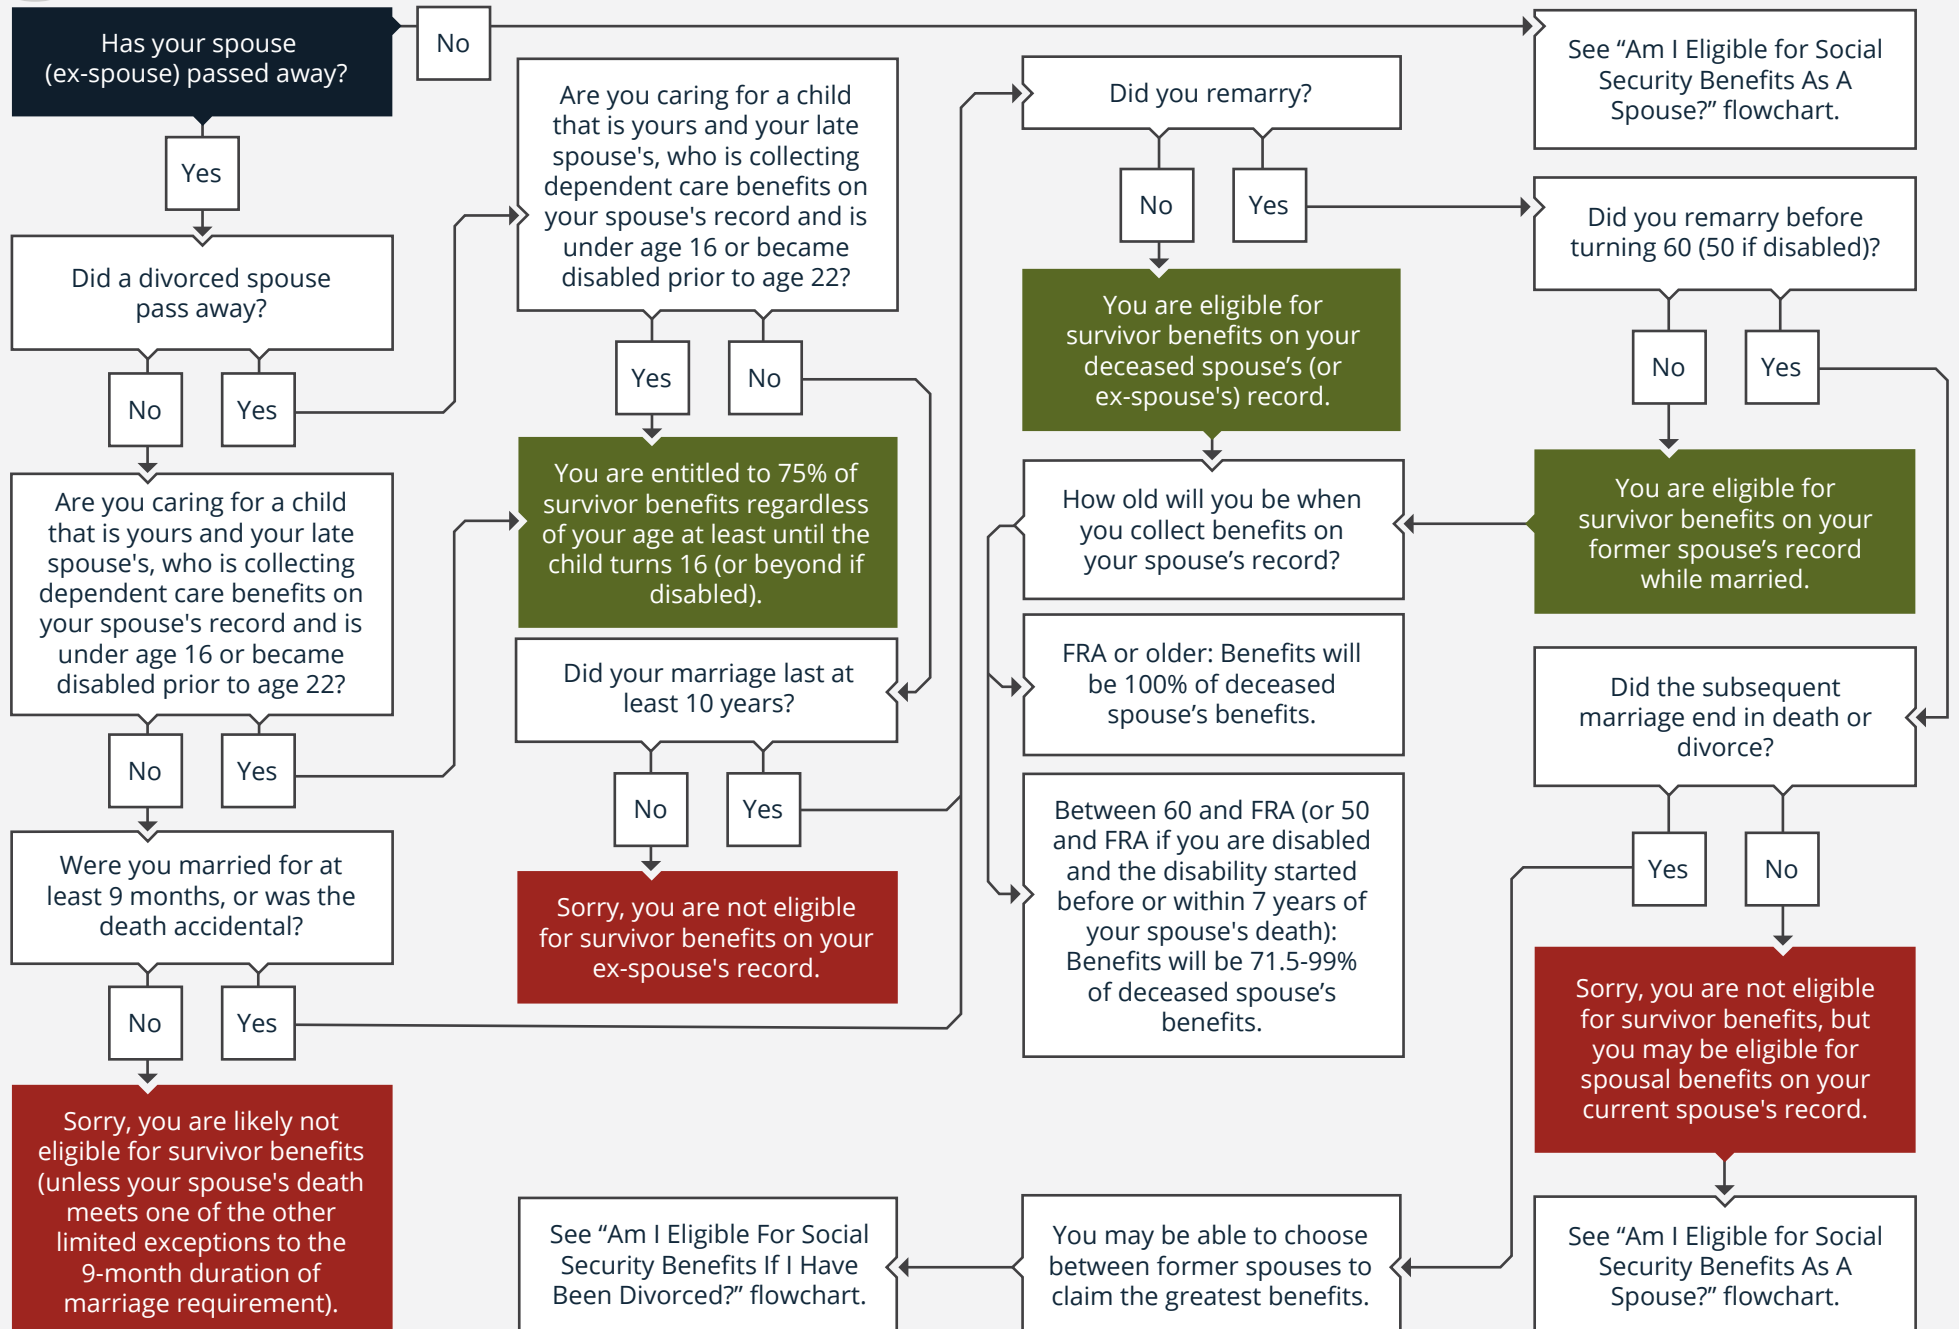 Has your spouse
(ex-spouse) passed away?
No
Yes
Did a divorced spouse
pass away?
No
Yes
Are you caring for a child
that is yours and your late
spouse's, who is collecting
dependent care benefits on
your spouse's record and is
under age 16 or became
disabled prior to age 22?
No
Yes
Were you married for at
least 9 months, or was the
death accidental?
No
Yes
Sorry, you are likely not
eligible for survivor benefits
(unless your spouse's death
meets one of the other
limited exceptions to the
9-month duration of
marriage requirement).
Are you caring for a child
that is yours and your late
spouse's, who is collecting
dependent care benefits on
your spouse's record and is
under age 16 or became
disabled prior to age 22?
Yes
No
You are entitled to 75% of
survivor benefits regardless
of your age at least until the
child turns 16 (or beyond if
disabled).
Did your marriage last at
least 10 years?
No
Yes
Sorry, you are not eligible
for survivor benefits on your
ex-spouse's record.
See “Am I Eligible For Social
Security Benefits If I Have
Been Divorced?” flowchart.
Did you remarry?
No
Yes
You are eligible for
survivor benefits on your
deceased spouse’s (or
ex-spouse's) record.
How old will you be when
you collect benefits on
your spouse’s record?
FRA or older: Benefits will
be 100% of deceased
spouse’s benefits.
Between 60 and FRA (or 50
and FRA if you are disabled
and the disability started
before or within 7 years of
your spouse's death):
Benefits will be 71.5-99%
of deceased spouse’s
benefits.
You may be able to choose
between former spouses to
claim the greatest benefits.
See “Am I Eligible for Social
Security Benefits As A
Spouse?” flowchart.
Did you remarry before
turning 60 (50 if disabled)?
No
Yes
You are eligible for
survivor benefits on your
former spouse’s record
while married.
Did the subsequent
marriage end in death or
divorce?
Yes
No
Sorry, you are not eligible
for survivor benefits, but
you may be eligible for
spousal benefits on your
current spouse's record.
See “Am I Eligible for Social
Security Benefits As A
Spouse?” flowchart.